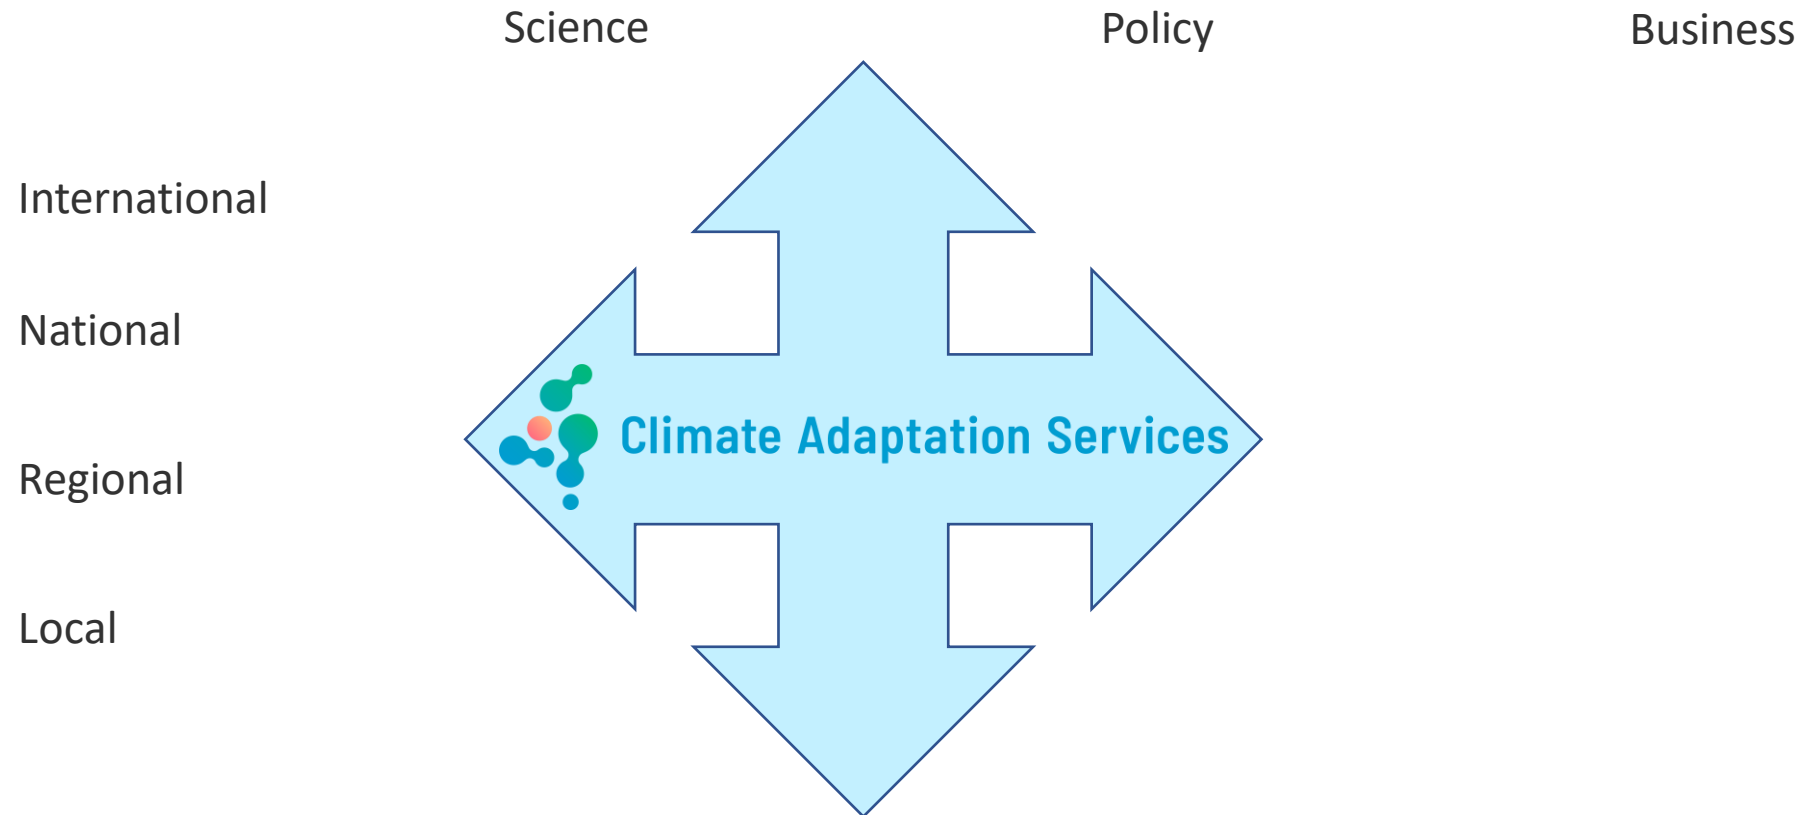 Science Policy Business
International
National
Climate Adaptation Services
Regional
Local